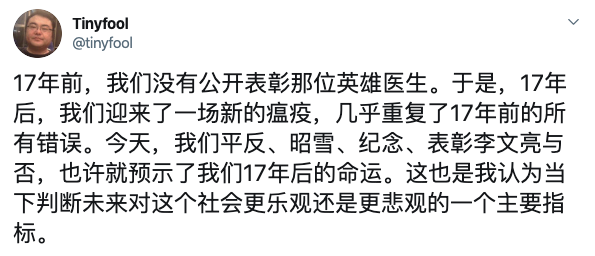 Tinyfool
@tinyfool
17年前，我们没有公开表彰那位英雄医生。于是，17年
后，我们迎来了一场新的瘟疫，几乎重复了17年前的所
有错误。今天，我们平反、昭雪、纪念、表彰李文亮与
否，也许就预示了我们17年后的命运。这也是我认为当
下判断未来对这个社会更乐观还是更悲观的一个主要指
标。